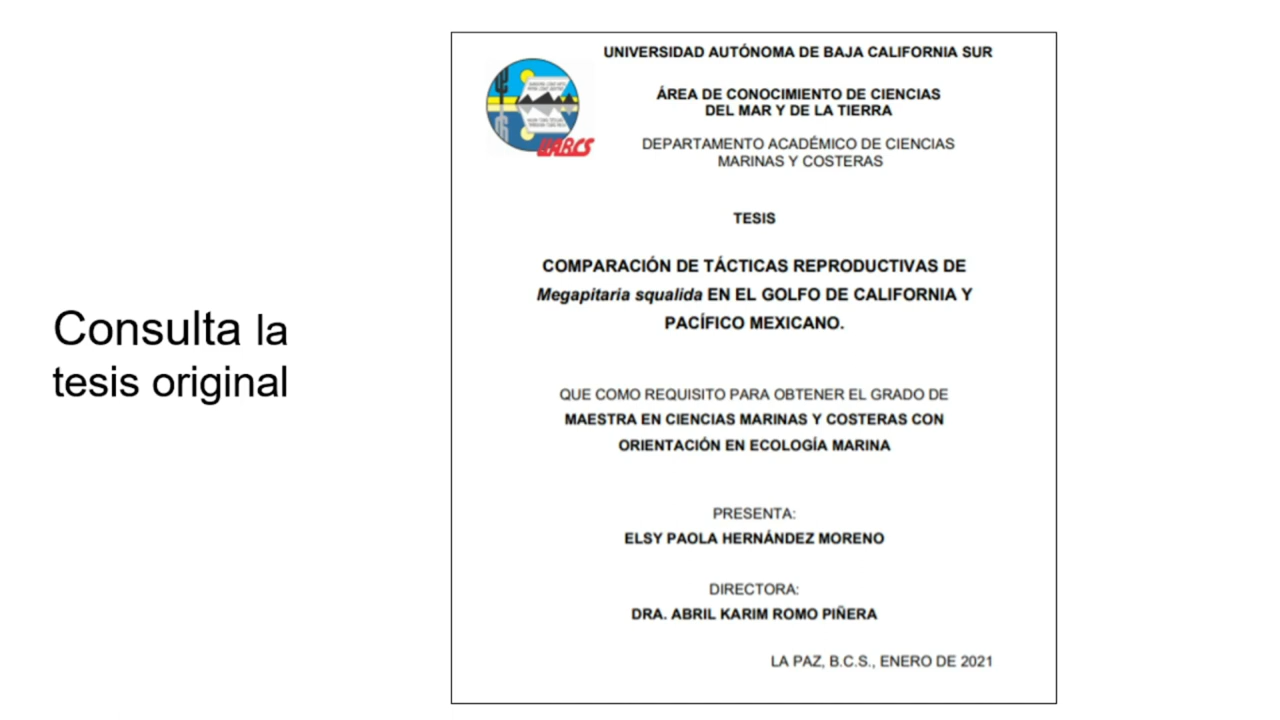 Consulta la
tesis original
UNIVERSIDAD AUTÓNOMA DE BAJA CALIFORNIA SUR
ÁREA DE CONOCIMIENTO DE CIENCIAS
DEL MAR Y DE LA TIERRA
DEPARTAMENTO ACADÉMICO DE CIENCIAS
MARINAS Y COSTERAS
UABCS
TESIS
COMPARACIÓN DE TÁCTICAS REPRODUCTIVAS DE
Megapitaria squalida EN EL GOLFO DE CALIFORNIA Y
PACÍFICO MEXICANO.
QUE COMO REQUISITO PARA OBTENER EL GRADO DE
MAESTRA EN CIENCIAS MARINAS Y COSTERAS CON
ORIENTACIÓN EN ECOLOGÍA MARINA
PRESENTA:
ELSY PAOLA HERNÁNDEZ MORENO
DIRECTORA:
DRA. ABRIL KARIM ROMO PIÑERA
LA PAZ, B.C.S., ENERO DE 2021